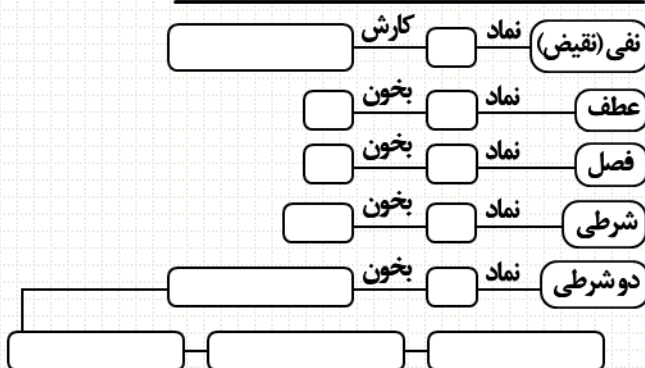 نفی(نقیض) نماد کارش
عطف نماد بخون
فصل نماد بخون
شرطی نماد بخون
دوشرطی نماد بخون